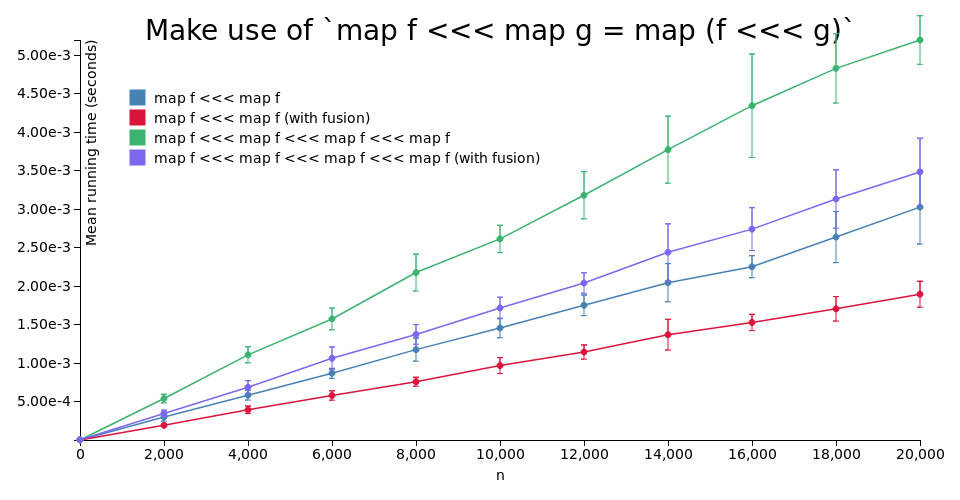 Make use of `map f <<< map g = map (f <<< g)`
Mean running time (seconds)
5.00e-3
4.50e-3
4.00e-3
3.50e-3
3.00e-3
2.50e-3
2.00e-3
1.50e-3
1.00e-3
5.00e-4
map f <<< map f
map f <<< map f (with fusion)
map f <<< map f <<< map f <<< map f
map f <<< map f <<< map f <<< map f (with fusion)
0 2,000 4,000 6,000 8,000 10,000 12,000 14,000 16,000 18,000 20,000
n